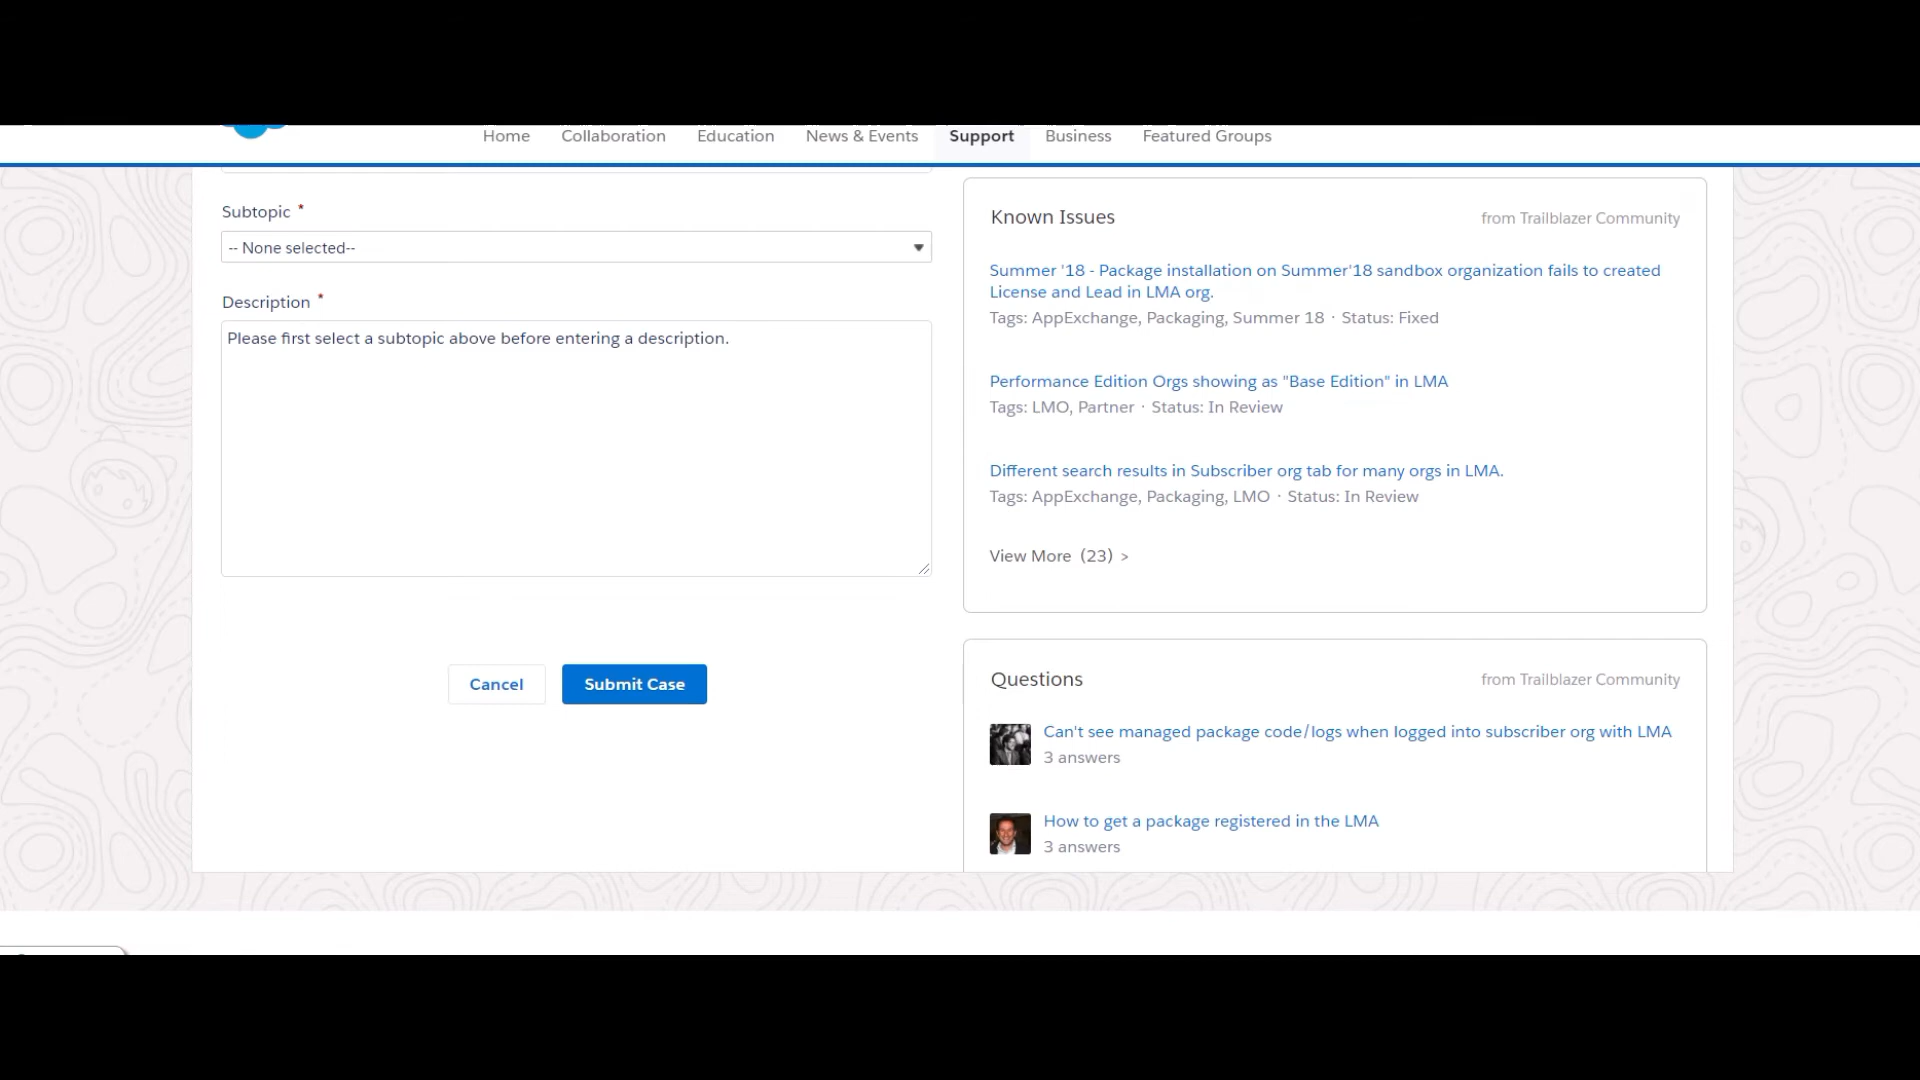 Home Collaboration Education News & Events Support Business Featured Groups
Subtopic *
-- None selected--
Description *
Please first select a subtopic above before entering a description.
Cancel Submit Case
Known Issues from Trailblazer Community
Summer '18 - Package installation on Summer'18 sandbox organization fails to created
License and Lead in LMA org.
Tags: AppExchange, Packaging, Summer 18 · Status: Fixed
Performance Edition Orgs showing as "Base Edition" in LMA
Tags: LMO, Partner · Status: In Review
Different search results in Subscriber org tab for many orgs in LMA.
Tags: AppExchange, Packaging, LMO · Status: In Review
View More (23) >
Questions from Trailblazer Community
Can't see managed package code/logs when logged into subscriber org with LMA
3 answers
How to get a package registered in the LMA
3 answers